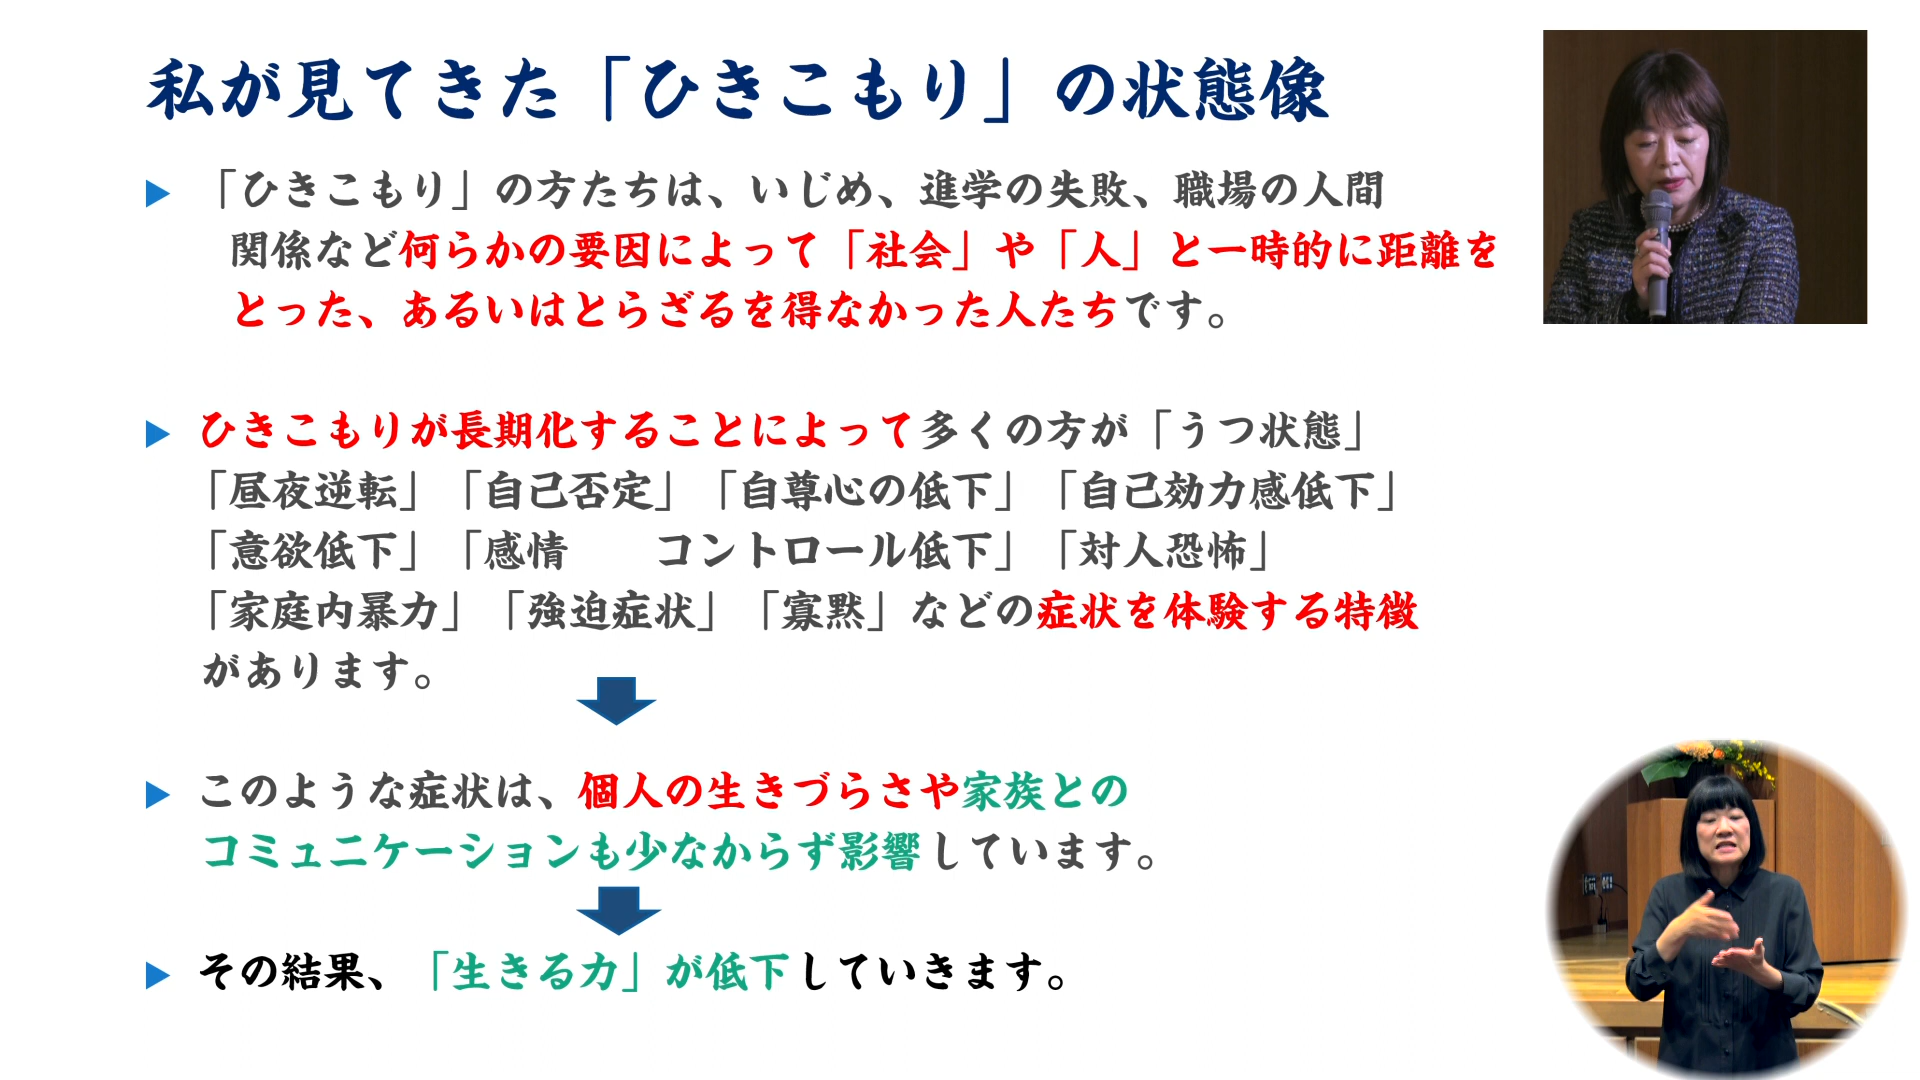 私が見てきた「ひきこもり」の状態像
「ひきこもり」の方たちは、いじめ、進学の失敗、職場の人間
関係など何らかの要因によって「社会」や「人」と一時的に距離を
とった、あるいはとらざるを得なかった人たちです。
ひきこもりが長期化することによって多くの方が「うつ状態」
「昼夜逆転」「自己否定」「自尊心の低下」「自己効力感低下」
「意欲低下」「感情　　コントロール低下」「対人恐怖」
「家庭内暴力」「強迫症状」「寡黙」などの症状を体験する特徴
があります。
このような症状は、個人の生きづらさや家族との
コミュニケーションも少なからず影響しています。
その結果、「生きる力」が低下していきます。